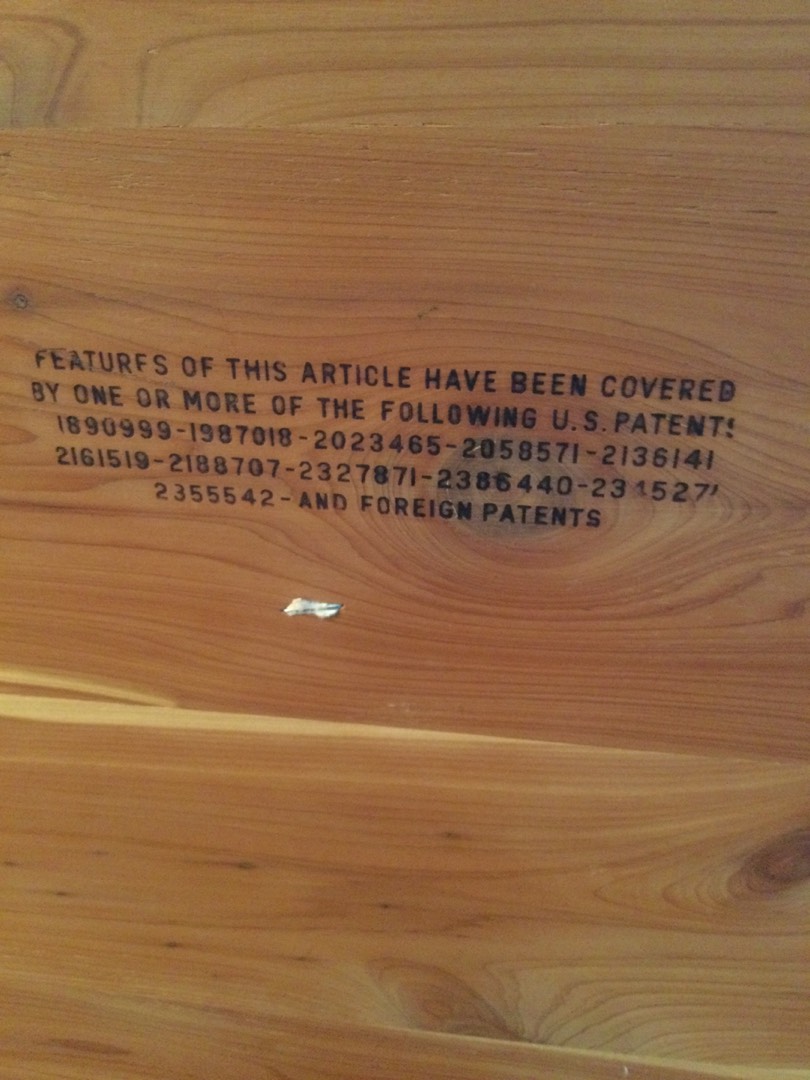 FEATURES OF THIS ARTICLE HAVE BEEN COVERED
BY ONE OR MORE OF THE FOLLOWING U.S. PATENTS
1890999-1987018-2023465-2058571-2136141
2161519-2188707-2327871-2386440-
2355542-AND FOREIGN PATENTS